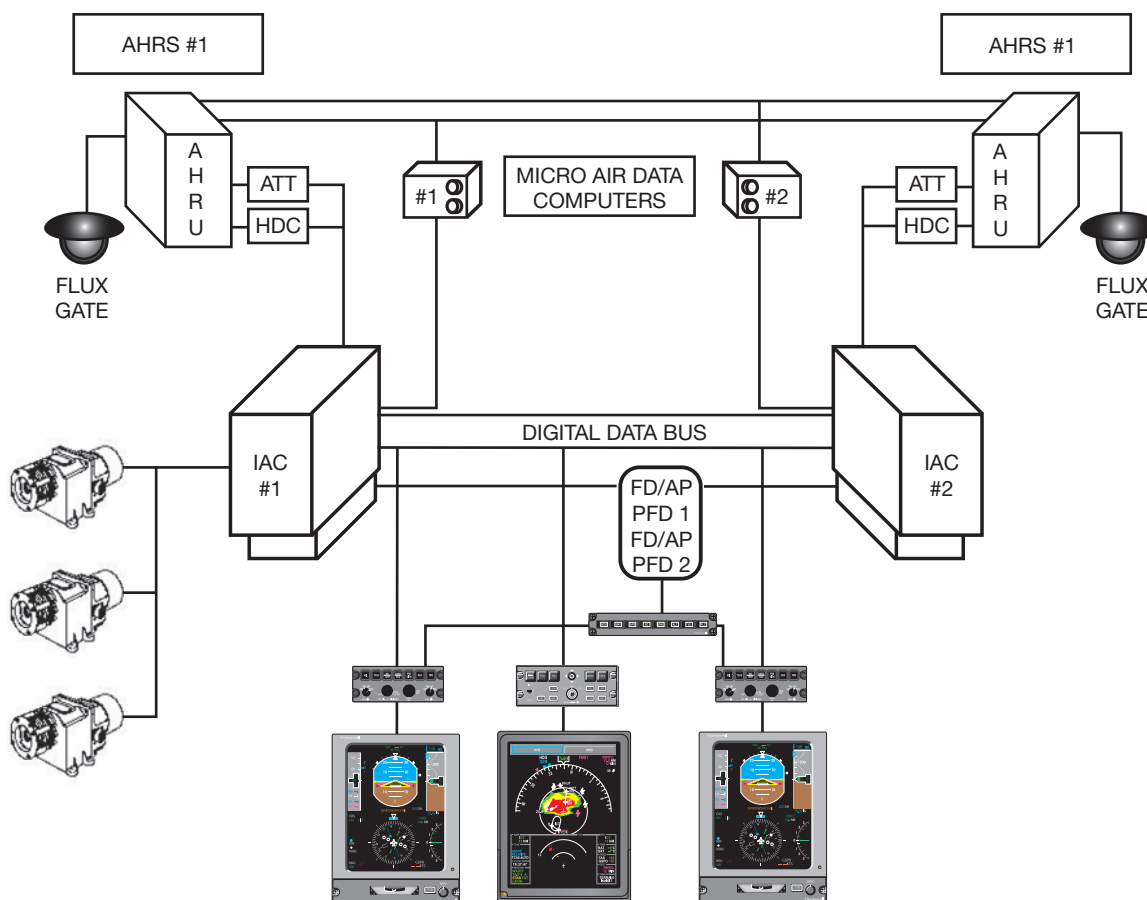 AHRS #1
AHRS #1
A
H
R
U
ATT
HDC
FLUX
GATE
#1
MICRO AIR DATA
COMPUTERS
#2
ATT
HDC
A
H
R
U
FLUX
GATE
IAC
#1
DIGITAL DATA BUS
IAC
#2
FD/AP
PFD 1
FD/AP
PFD 2